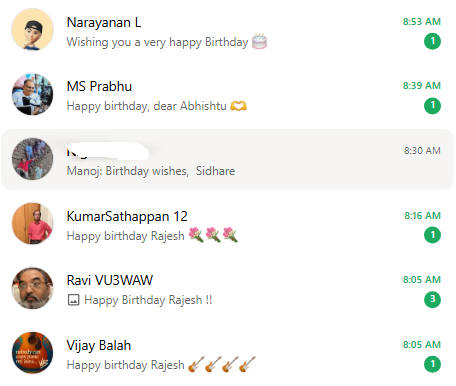 Narayanan L
8:53 AM
Wishing you a very happy Birthday 🎂
1
MS Prabhu
8:39 AM
Happy birthday, dear Abhishtu 🫶
1
8:30 AM
Manoj: Birthday wishes, Sidhare
KumarSathappan 12
8:16 AM
Happy birthday Rajesh 💐💐💐
1
Ravi VU3WAW
8:05 AM
Happy Birthday Rajesh !!
3
Vijay Balah
8:05 AM
Happy birthday Rajesh 🎸🎸🎸🎸
1